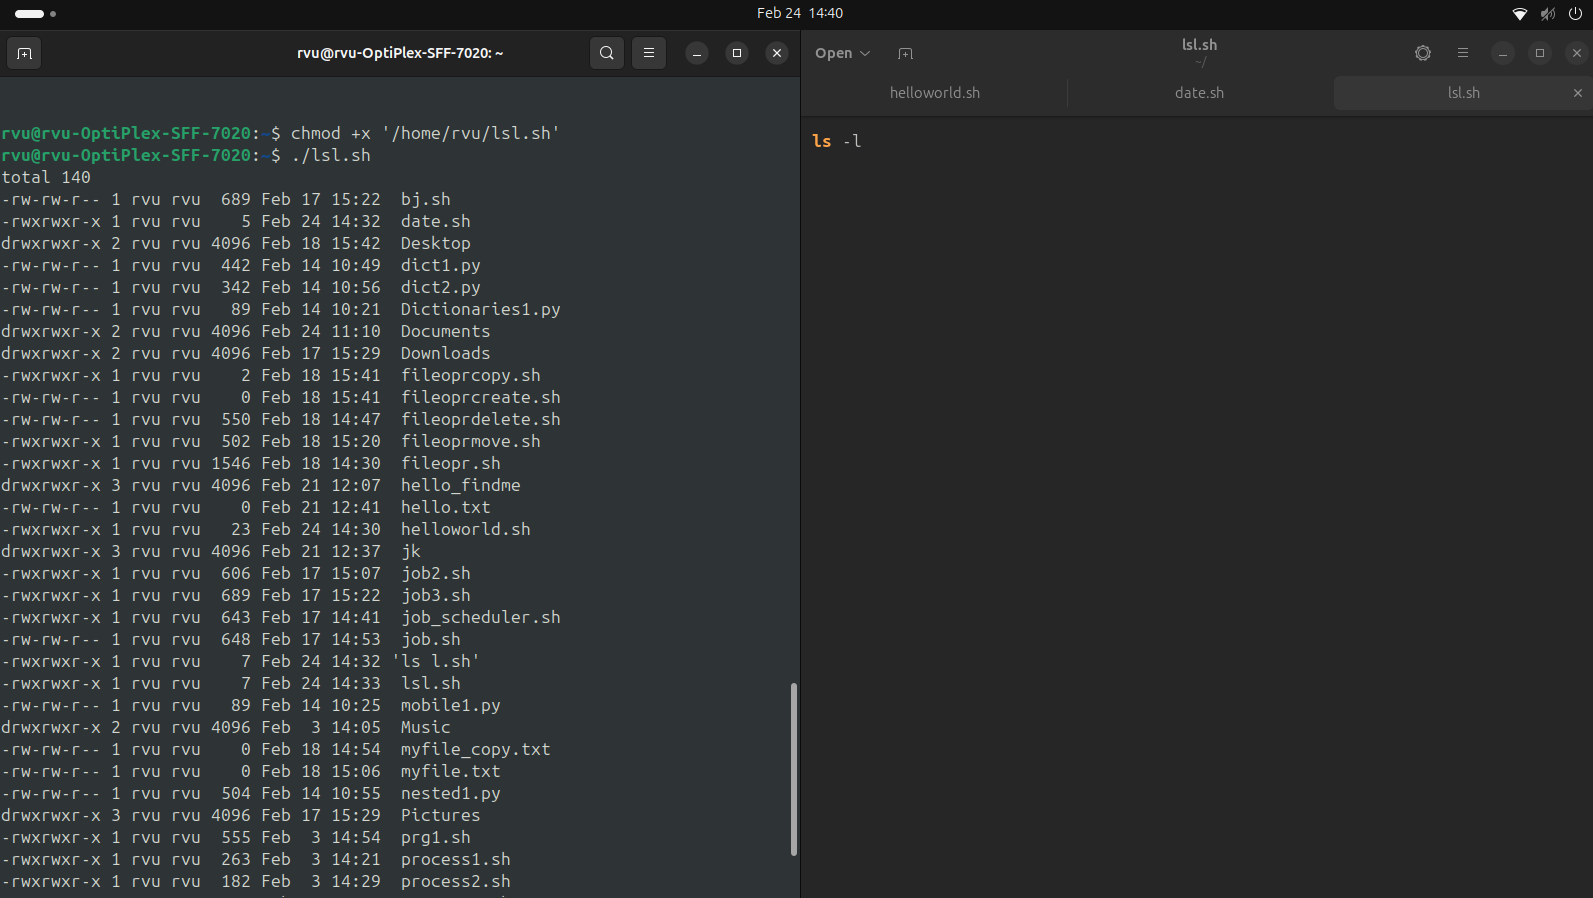 Feb 24 14:40
rvu@rvu-OptiPlex-SFF-7020: ~
rvu@rvu-OptiPlex-SFF-7020:~$ chmod +x '/home/rvu/lsl.sh'
rvu@rvu-OptiPlex-SFF-7020:~$ ./lsl.sh
total 140
-rw-rw-r-- 1 rvu rvu  689 Feb 17 15:22  bj.sh
-rwxrwxr-x 1 rvu rvu    5 Feb 24 14:32  date.sh
drwxrwxr-x 2 rvu rvu 4096 Feb 18 15:42  Desktop
-rw-rw-r-- 1 rvu rvu  442 Feb 14 10:49  dict1.py
-rw-rw-r-- 1 rvu rvu  342 Feb 14 10:56  dict2.py
-rw-rw-r-- 1 rvu rvu   89 Feb 14 10:21  Dictionaries1.py
drwxrwxr-x 2 rvu rvu 4096 Feb 24 11:10  Documents
drwxrwxr-x 2 rvu rvu 4096 Feb 17 15:29  Downloads
-rwxrwxr-x 1 rvu rvu    2 Feb 18 15:41  fileoprcopy.sh
-rw-rw-r-- 1 rvu rvu    0 Feb 18 15:41  fileoprcreate.sh
-rw-rw-r-- 1 rvu rvu  550 Feb 18 14:47  fileoprdelete.sh
-rwxrwxr-x 1 rvu rvu  502 Feb 18 15:20  fileoprmove.sh
-rwxrwxr-x 1 rvu rvu 1546 Feb 18 14:30  fileopr.sh
drwxrwxr-x 3 rvu rvu 4096 Feb 21 12:07  hello_findme
-rw-rw-r-- 1 rvu rvu    0 Feb 21 12:41  hello.txt
-rwxrwxr-x 1 rvu rvu   23 Feb 24 14:30  helloworld.sh
drwxrwxr-x 3 rvu rvu 4096 Feb 21 12:37  jk
-rwxrwxr-x 1 rvu rvu  606 Feb 17 15:07  job2.sh
-rwxrwxr-x 1 rvu rvu  689 Feb 17 15:22  job3.sh
-rwxrwxr-x 1 rvu rvu  643 Feb 17 14:41  job_scheduler.sh
-rw-rw-r-- 1 rvu rvu  648 Feb 17 14:53  job.sh
-rwxrwxr-x 1 rvu rvu    7 Feb 24 14:32 'ls l.sh'
-rwxrwxr-x 1 rvu rvu    7 Feb 24 14:33  lsl.sh
-rw-rw-r-- 1 rvu rvu   89 Feb 14 10:25  mobile1.py
drwxrwxr-x 2 rvu rvu 4096 Feb  3 14:05  Music
-rw-rw-r-- 1 rvu rvu    0 Feb 18 14:54  myfile_copy.txt
-rw-rw-r-- 1 rvu rvu    0 Feb 18 15:06  myfile.txt
-rw-rw-r-- 1 rvu rvu  504 Feb 14 10:55  nested1.py
drwxrwxr-x 3 rvu rvu 4096 Feb 17 15:29  Pictures
-rwxrwxr-x 1 rvu rvu  555 Feb  3 14:54  prg1.sh
-rwxrwxr-x 1 rvu rvu  263 Feb  3 14:21  process1.sh
-rwxrwxr-x 1 rvu rvu  182 Feb  3 14:29  process2.sh
Open
lsl.sh
~/
helloworld.sh
date.sh
lsl.sh
ls -l